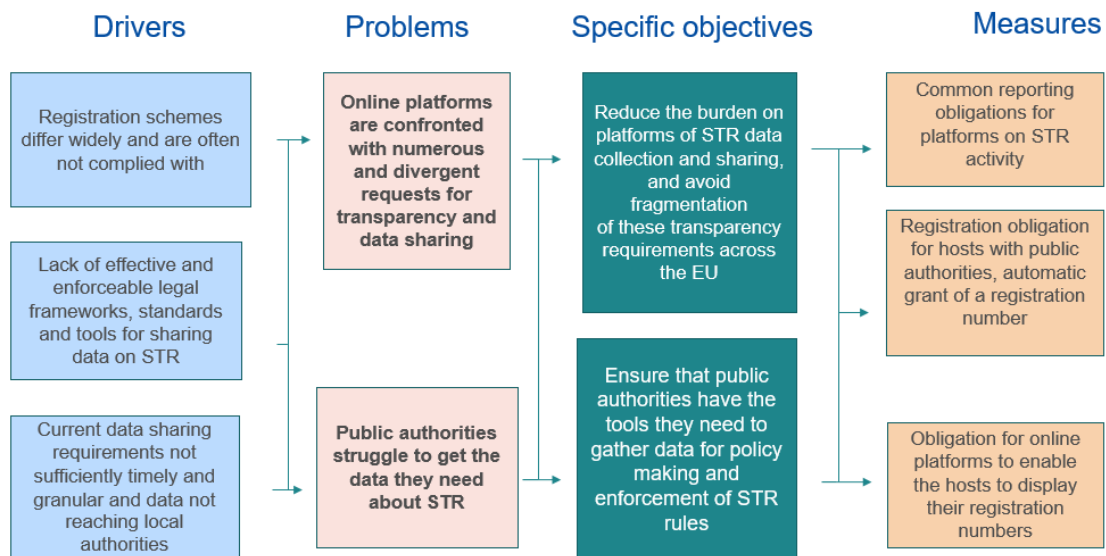 Drivers
Problems
Specific objectives
Measures
Registration schemes
differ widely and are often
not complied with
Lack of effective and
enforceable legal
frameworks, standards
and tools for sharing
data on STR
Current data sharing
requirements not
sufficiently timely and
granular and data not
reaching local
authorities
Online platforms
are confronted
with numerous
and divergent
requests for
transparency and
data sharing
Public authorities
struggle to get the
data they need
about STR
Reduce the burden on
platforms of STR data
collection and sharing,
and avoid
fragmentation
of these transparency
requirements across
the EU
Ensure that public
authorities have the
tools they need to
gather data for policy
making and
enforcement of STR
rules
Common reporting
obligations for
platforms on STR
activity
Registration obligation
for hosts with public
authorities, automatic
grant of a registration
number
Obligation for online
platforms to enable
the hosts to display
their registration
numbers